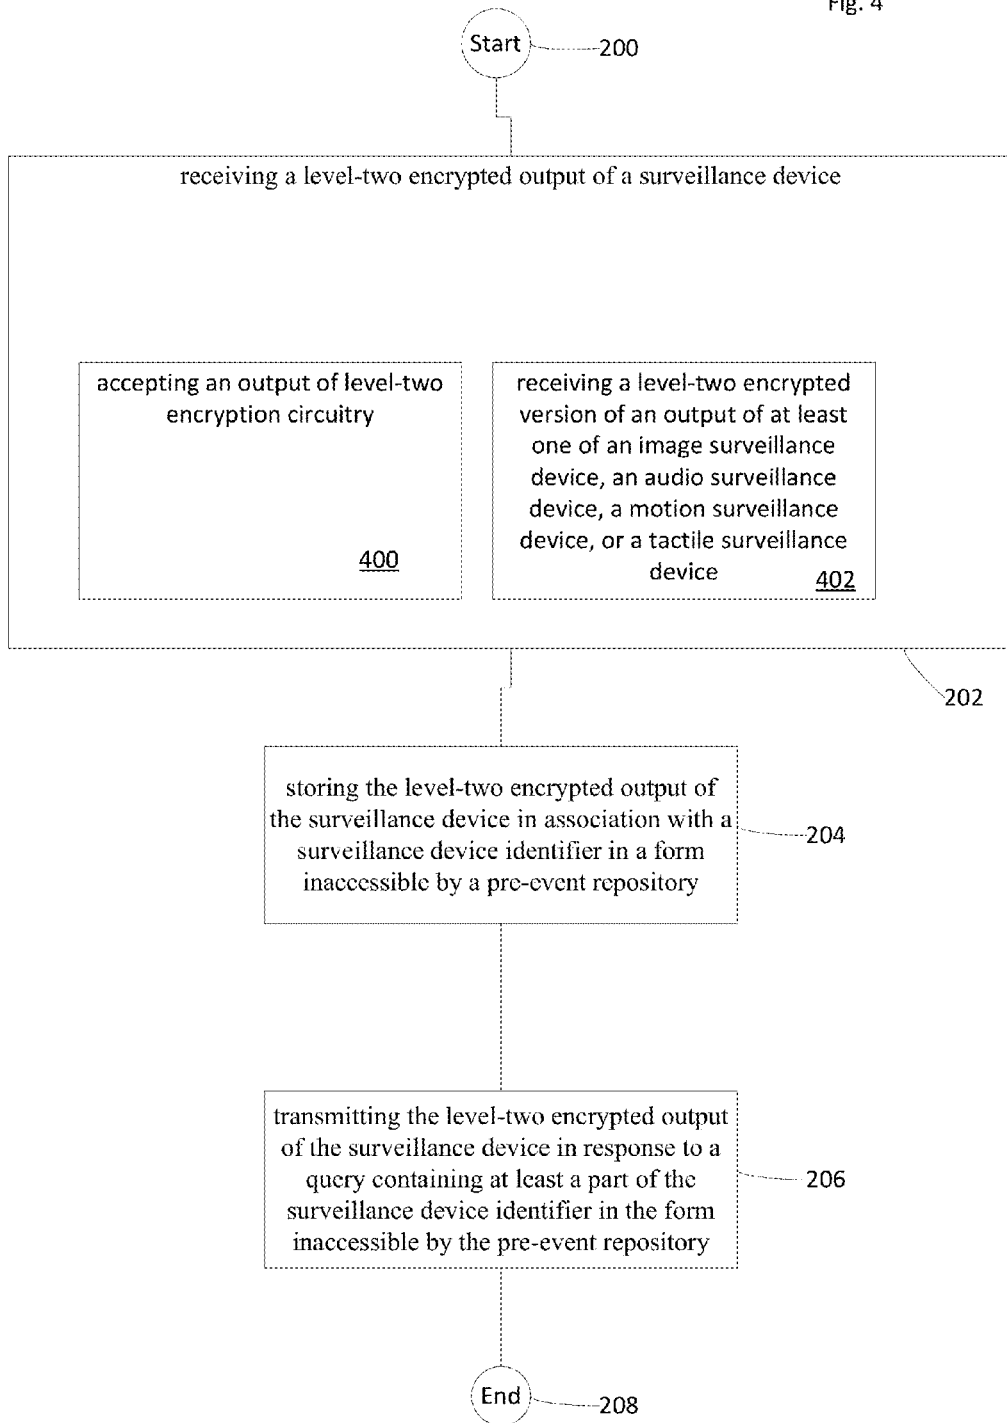 Fig. 4
Start
200
receiving a level-two encrypted output of a surveillance device
accepting an output of level-two
encryption circuitry
400
receiving a level-two encrypted
version of an output of at least
one of an image surveillance
device, an audio surveillance
device, a motion surveillance
device, or a tactile surveillance
device
402
202
storing the level-two encrypted output of
the surveillance device in association with a
surveillance device identifier in a form
inaccessible by a pre-event repository
204
transmitting the level-two encrypted output
of the surveillance device in response to a
query containing at least a part of the
surveillance device identifier in the form
inaccessible by the pre-event repository
206
End
208